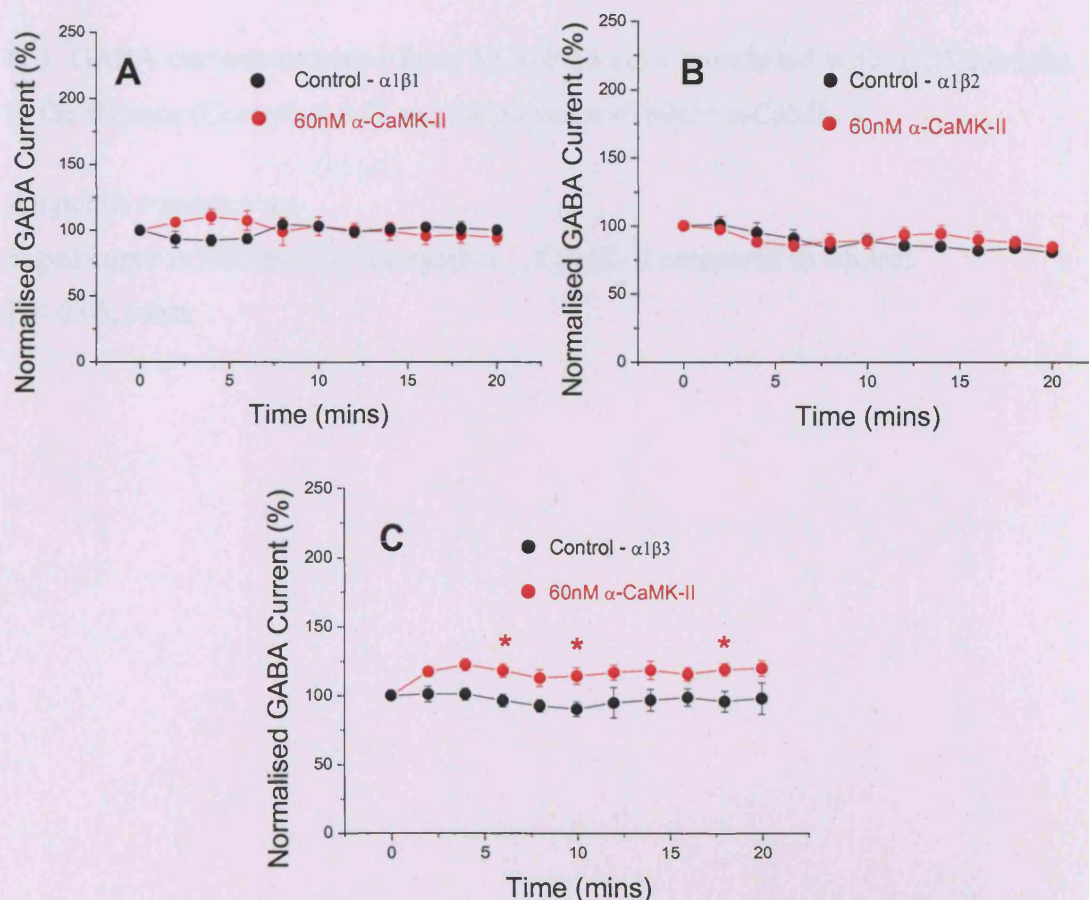 A
Control - α1β1
60nM α-CaMK-II
Normalised GABA Current (%)
250
200
150
100
50
0
0 5 10 15 20
Time (mins)
B
Control - α1β2
60nM α-CaMK-II
Normalised GABA Current (%)
250
200
150
100
50
0
0 5 10 15 20
Time (mins)
C
Control - α1β3
60nM α-CaMK-II
* * *
Normalised GABA Current (%)
250
200
150
100
50
0
0 5 10 15 20
Time (mins)